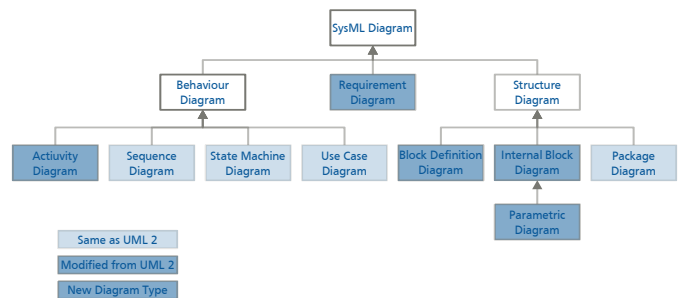 SysML Diagram
Behaviour
Diagram
Requirement
Diagram
Structure
Diagram
Actiuvity
Diagram
Sequence
Diagram
State Machine
Diagram
Use Case
Diagram
Block Definition
Diagram
Internal Block
Diagram
Package
Diagram
Parametric
Diagram
Same as UML 2
Modified from UML 2
New Diagram Type